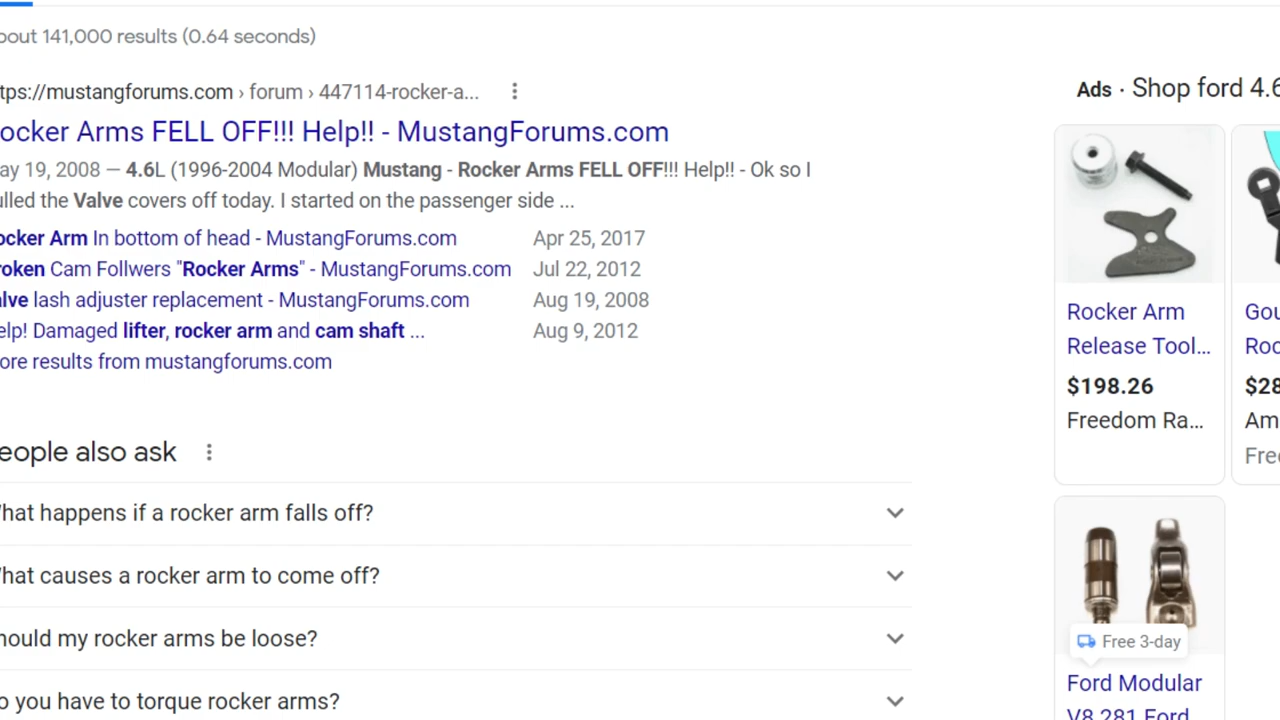 bout 141,000 results (0.64 seconds)
tps://mustangforums.com › forum › 447114-rocker-a...
ocker Arms FELL OFF!!! Help!! - MustangForums.com
ay 19, 2008 — 4.6L (1996-2004 Modular) Mustang - Rocker Arms FELL OFF!!! Help!! - Ok so I
ulled the Valve covers off today. I started on the passenger side ...
ocker Arm In bottom of head - MustangForums.com Apr 25, 2017
roken Cam Follwers "Rocker Arms" - MustangForums.com Jul 22, 2012
alve lash adjuster replacement - MustangForums.com Aug 19, 2008
elp! Damaged lifter, rocker arm and cam shaft ... Aug 9, 2012
ore results from mustangforums.com
eople also ask
hat happens if a rocker arm falls off?
hat causes a rocker arm to come off?
hould my rocker arms be loose?
o you have to torque rocker arms?
Ads · Shop ford 4.6
Rocker Arm
Release Tool...
$198.26
Freedom Ra...
Gou
Roc
$28
Am
Free
Free 3-day
Ford Modular
V8 281 Ford